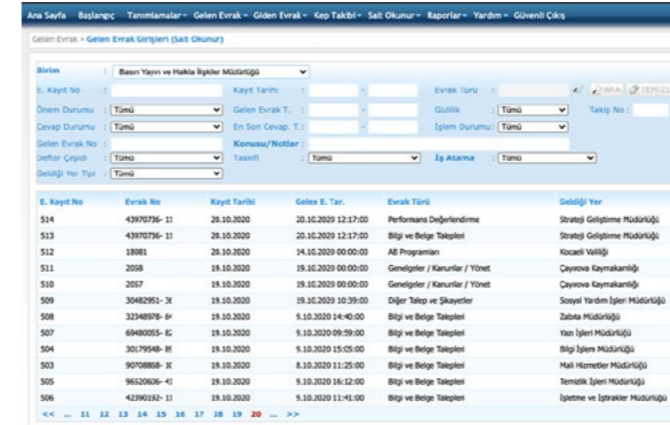 Ana Sayfa Başlangıç Tanımlamalar Gelen Evrak Giden Evrak Kep Takibi Salt Okunur Raporlar Yardım Güvenli Çıkış
Gelen Evrak > Gelen Evrak Girişleri (Salt Okunur)
Birim : Basın Yayın ve Halkla İlişkiler Müdürlüğü
E. Kayıt No : Kayıt Tarihi : - Evrak Türü : ARA TEMİZLE
Önem Durumu : Tümü Gelen Evrak T. : - Gizlilik : Tümü Takip No :
Cevap Durumu : Tümü En Son Cevap. T.: - İşlem Durumu: Tümü
Gelen Evrak No : Konusu/Notlar :
Defter Çeşidi : Tümü Tasnifi : Tümü İş Atama : Tümü
Geldiği Yer Tipi : Tümü
E. Kayıt No Evrak No Kayıt Tarihi Gelen E. Tar. Evrak Türü Geldiği Yer
514 43970736- 20.10.2020 20.10.2020 12:17:00 Performans Değerlendirme Strateji Geliştirme Müdürlüğü
513 43970736- 20.10.2020 20.10.2020 12:17:00 Bilgi ve Belge Talepleri Strateji Geliştirme Müdürlüğü
512 18081 20.10.2020 14.10.2020 00:00:00 AB Programları Kocaeli Valiliği
511 2058 19.10.2020 19.10.2020 00:00:00 Genelgeler / Kanunlar / Yönet Çayırova Kaymakamlığı
510 2057 19.10.2020 19.10.2020 00:00:00 Genelgeler / Kanunlar / Yönet Çayırova Kaymakamlığı
509 30482951- 19.10.2020 19.10.2020 10:39:00 Diğer Talep ve Şikayetler Sosyal Yardım İşleri Müdürlüğü
508 32348978- 19.10.2020 9.10.2020 14:40:00 Bilgi ve Belge Talepleri Zabıta Müdürlüğü
507 69480055- 19.10.2020 9.10.2020 09:59:00 Bilgi ve Belge Talepleri Yazı İşleri Müdürlüğü
504 30179548- 19.10.2020 9.10.2020 15:05:00 Bilgi ve Belge Talepleri Bilgi İşlem Müdürlüğü
503 90708868- 19.10.2020 8.10.2020 11:25:00 Bilgi ve Belge Talepleri Mali Hizmetler Müdürlüğü
505 96520606- 19.10.2020 9.10.2020 16:12:00 Bilgi ve Belge Talepleri Temizlik İşleri Müdürlüğü
506 42390192- 19.10.2020 9.10.2020 11:41:00 Bilgi ve Belge Talepleri İşletme ve İştirakler Müdürlüğü
<< ... 11 12 13 14 15 16 17 18 19 20 ... >>